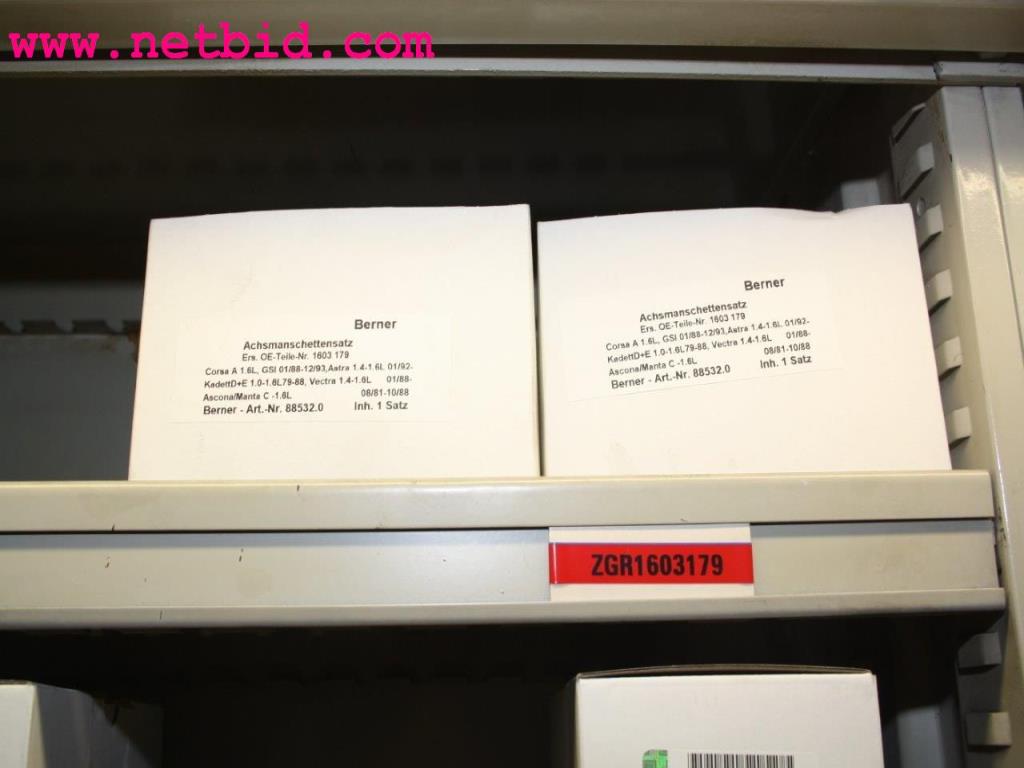 www.netbid.com
Berner
Achsmanschettensatz
Ers. OE-Teile-Nr. 1603 179
Corsa A 1.6L, GSI 01/88-12/93,Astra 1.4-1.6L 01/92-
KadettD+E 1.0-1.6L79-88, Vectra 1.4-1.6L 01/88-
Ascona/Manta C -1.6L 08/81-10/88
Berner - Art.-Nr. 88532.0 Inh. 1 Satz
Berner
Achsmanschettensatz
Ers. OE-Teile-Nr. 1603 179
Corsa A 1.6L, GSI 01/88-12/93,Astra 1.4-1.6L 01/92-
KadettD+E 1.0-1.6L79-88, Vectra 1.4-1.6L 01/88-
Ascona/Manta C -1.6L 08/81-10/88
Berner - Art.-Nr. 88532.0 Inh. 1 Satz
ZGR1603179